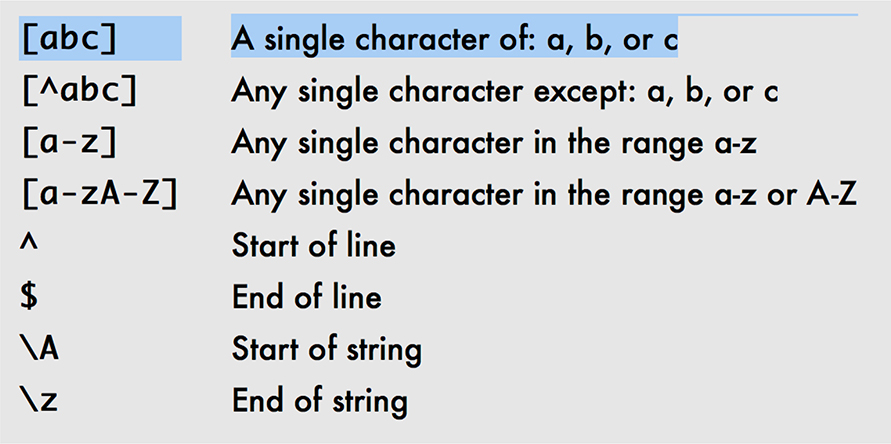 [abc] A single character of: a, b, or c
[^abc] Any single character except: a, b, or c
[a-z] Any single character in the range a-z
[a-zA-Z] Any single character in the range a-z or A-Z
^ Start of line
$ End of line
\A Start of string
\z End of string